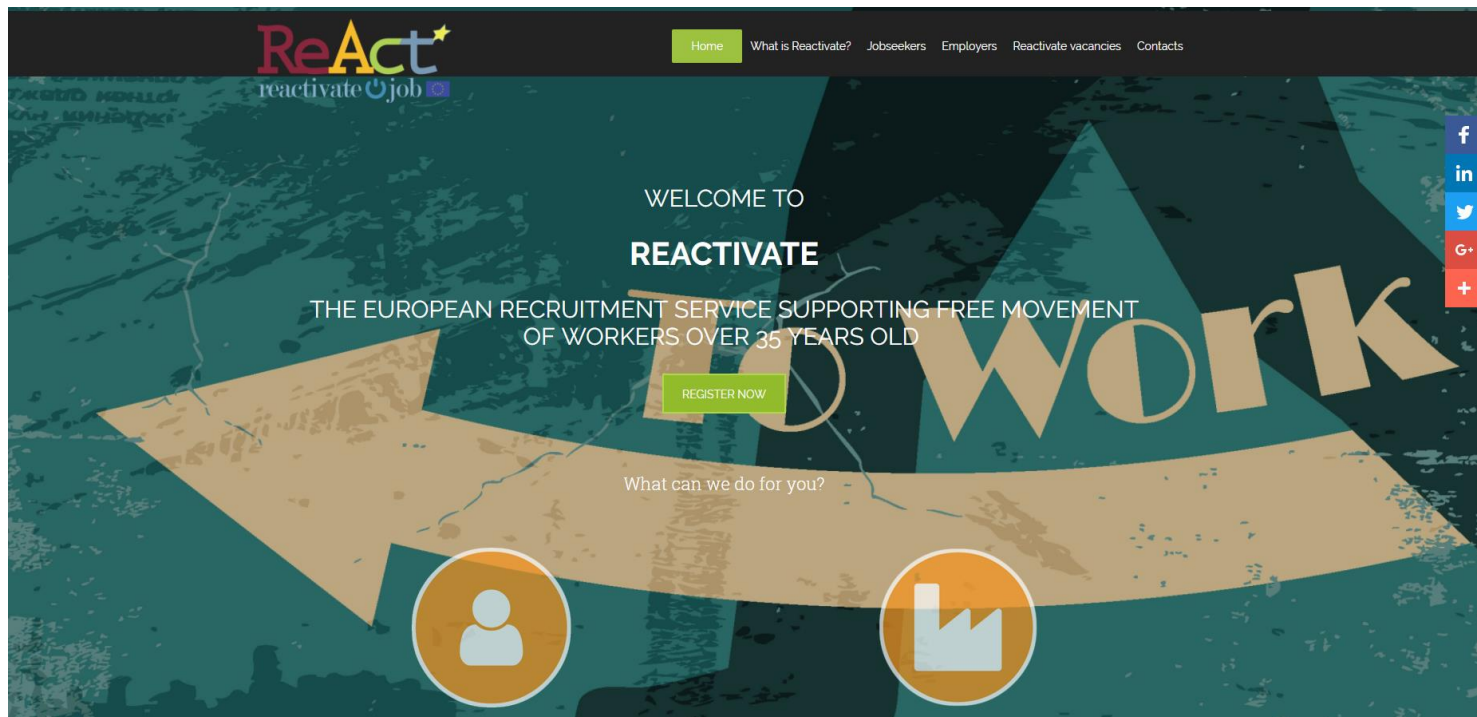 ReAct
reactivate job
Home What is Reactivate? Jobseekers Employers Reactivate vacancies Contacts
WELCOME TO
REACTIVATE
THE EUROPEAN RECRUITMENT SERVICE SUPPORTING FREE MOVEMENT
OF WORKERS OVER 35 YEARS OLD
To Work
REGISTER NOW
What can we do for you?
f
in
G+
+